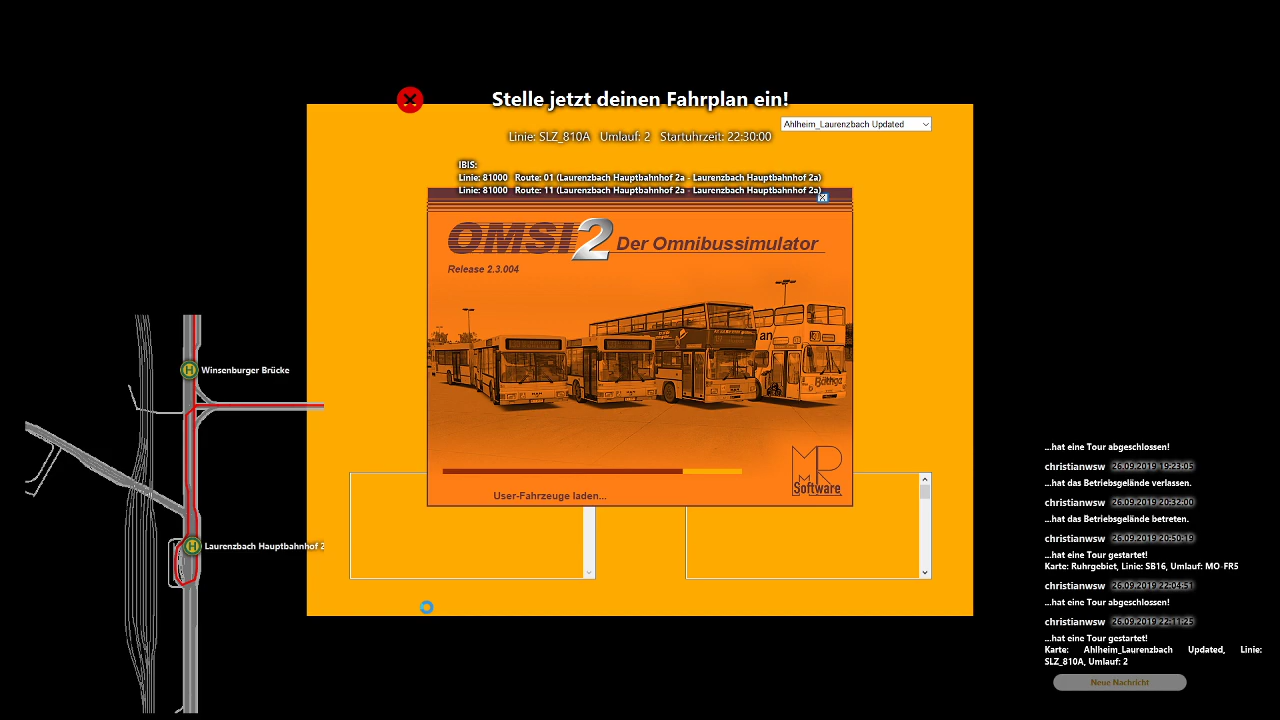 Stelle jetzt deinen Fahrplan ein!
Ahlheim_Laurenzbach Updated
Linie: SLZ_810A Umlauf: 2 Startuhrzeit: 22:30:00
IBIS:
Linie: 81000 Route: 01 (Laurenzbach Hauptbahnhof 2a - Laurenzbach Hauptbahnhof 2a)
Linie: 81000 Route: 11 (Laurenzbach Hauptbahnhof 2a - Laurenzbach Hauptbahnhof 2a)
OMSI 2 Der Omnibussimulator
Release 2.3.004
MR Software
User-Fahrzeuge laden...
H Winsenburger Brücke
H Laurenzbach Hauptbahnhof 2
...hat eine Tour abgeschlossen!
christianwsw 26.09.2019 19:23:05
...hat das Betriebsgelände verlassen.
christianwsw 26.09.2019 20:32:00
...hat das Betriebsgelände betreten.
christianwsw 26.09.2019 20:50:19
...hat eine Tour gestartet!
Karte: Ruhrgebiet, Linie: SB16, Umlauf: MO-FR5
christianwsw 26.09.2019 22:04:51
...hat eine Tour abgeschlossen!
christianwsw 26.09.2019 22:11:25
...hat eine Tour gestartet!
Karte: Ahlheim_Laurenzbach Updated, Linie:
SLZ_810A, Umlauf: 2
Neue Nachricht